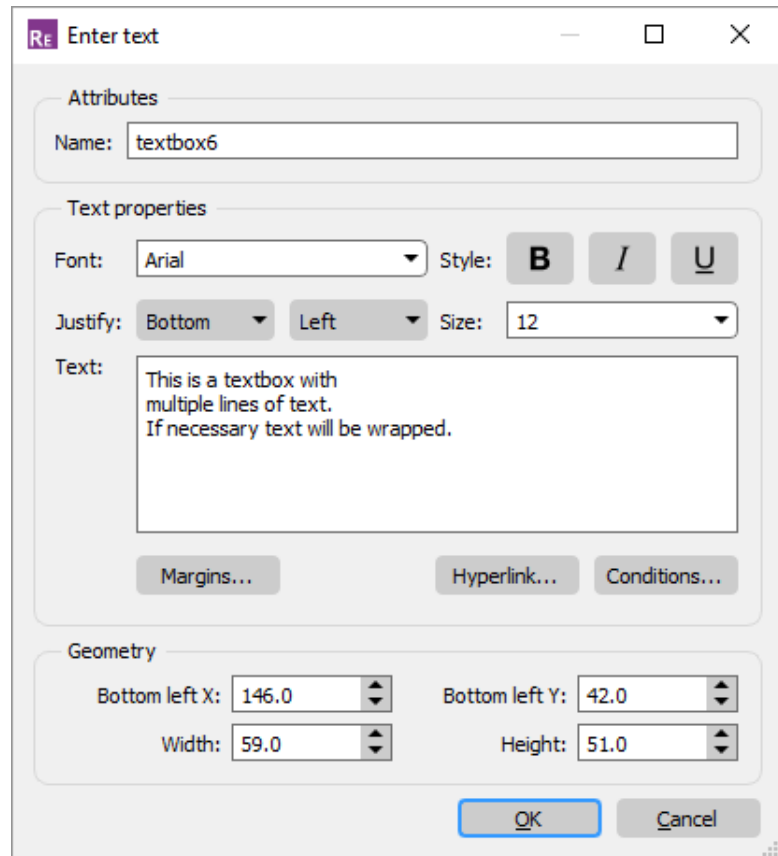 RE Enter text
Attributes
Name: textbox6
Text properties
Font: Arial Style: B I U
Justify: Bottom Left Size: 12
Text:
This is a textbox with
multiple lines of text.
If necessary text will be wrapped.
Margins... Hyperlink... Conditions...
Geometry
Bottom left X: 146.0 Bottom left Y: 42.0
Width: 59.0 Height: 51.0
OK Cancel